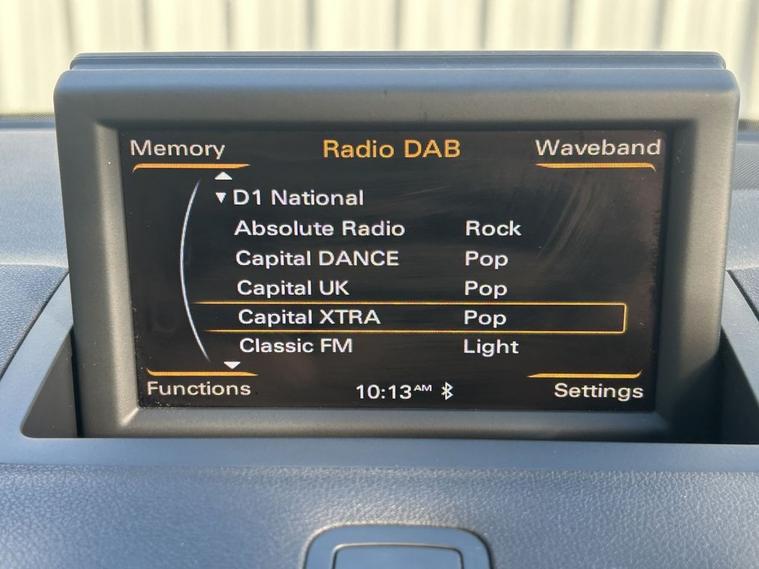 Memory Radio DAB Waveband
D1 National
Absolute Radio Rock
Capital DANCE Pop
Capital UK Pop
Capital XTRA Pop
Classic FM Light
Functions 10:13AM Settings